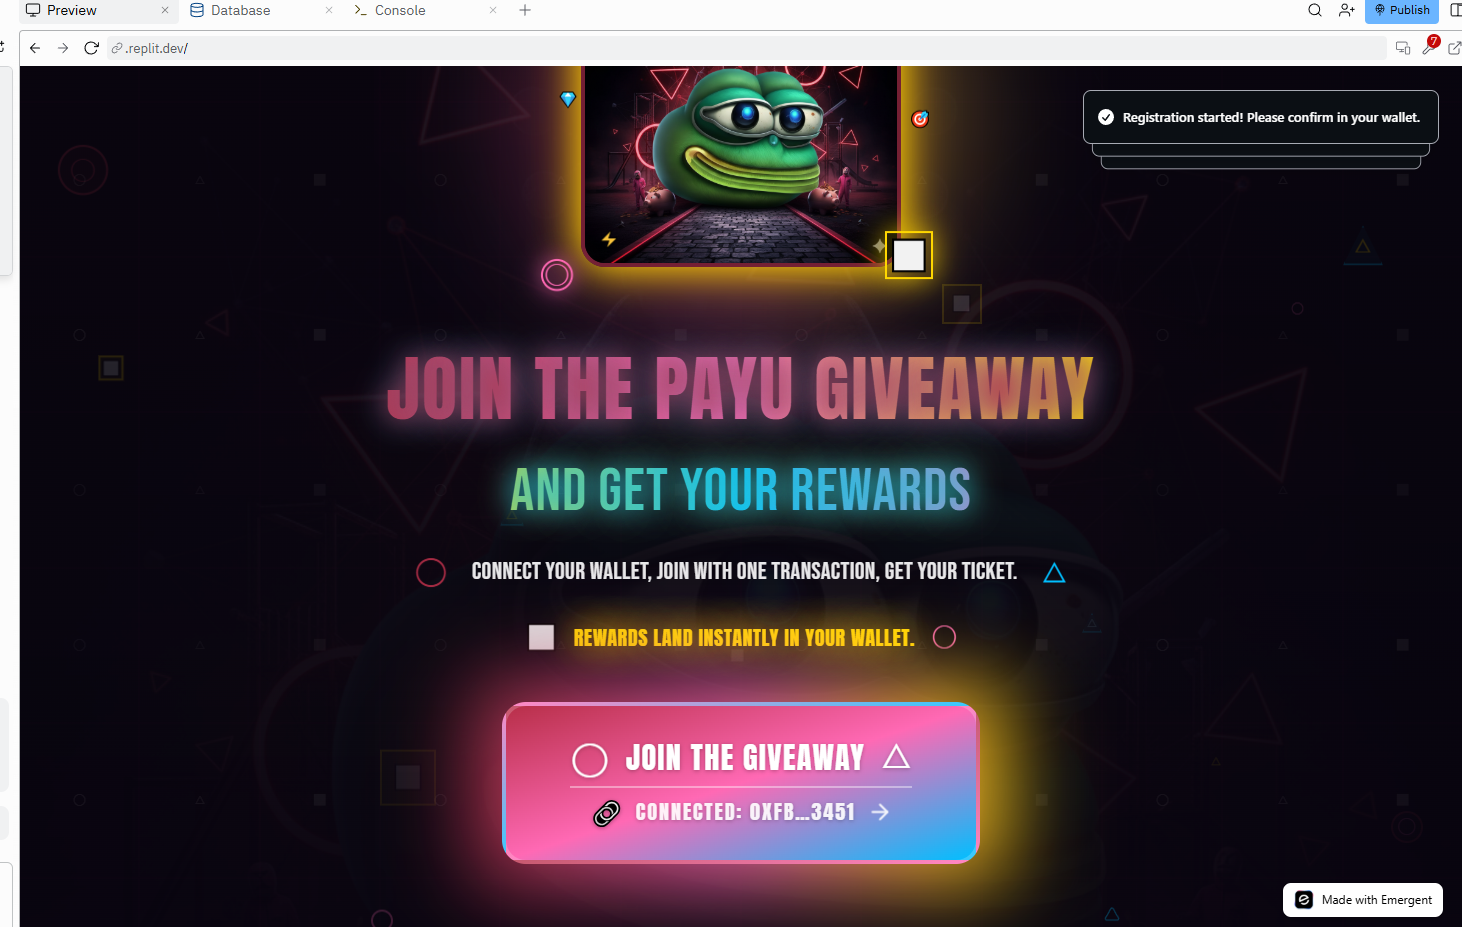 Preview
Database
Console
Publish
.replit.dev/
7
Registration started! Please confirm in your wallet.
JOIN THE PAYU GIVEAWAY
AND GET YOUR REWARDS
CONNECT YOUR WALLET, JOIN WITH ONE TRANSACTION, GET YOUR TICKET.
REWARDS LAND INSTANTLY IN YOUR WALLET.
JOIN THE GIVEAWAY
CONNECTED: 0XFB...3451
Made with Emergent